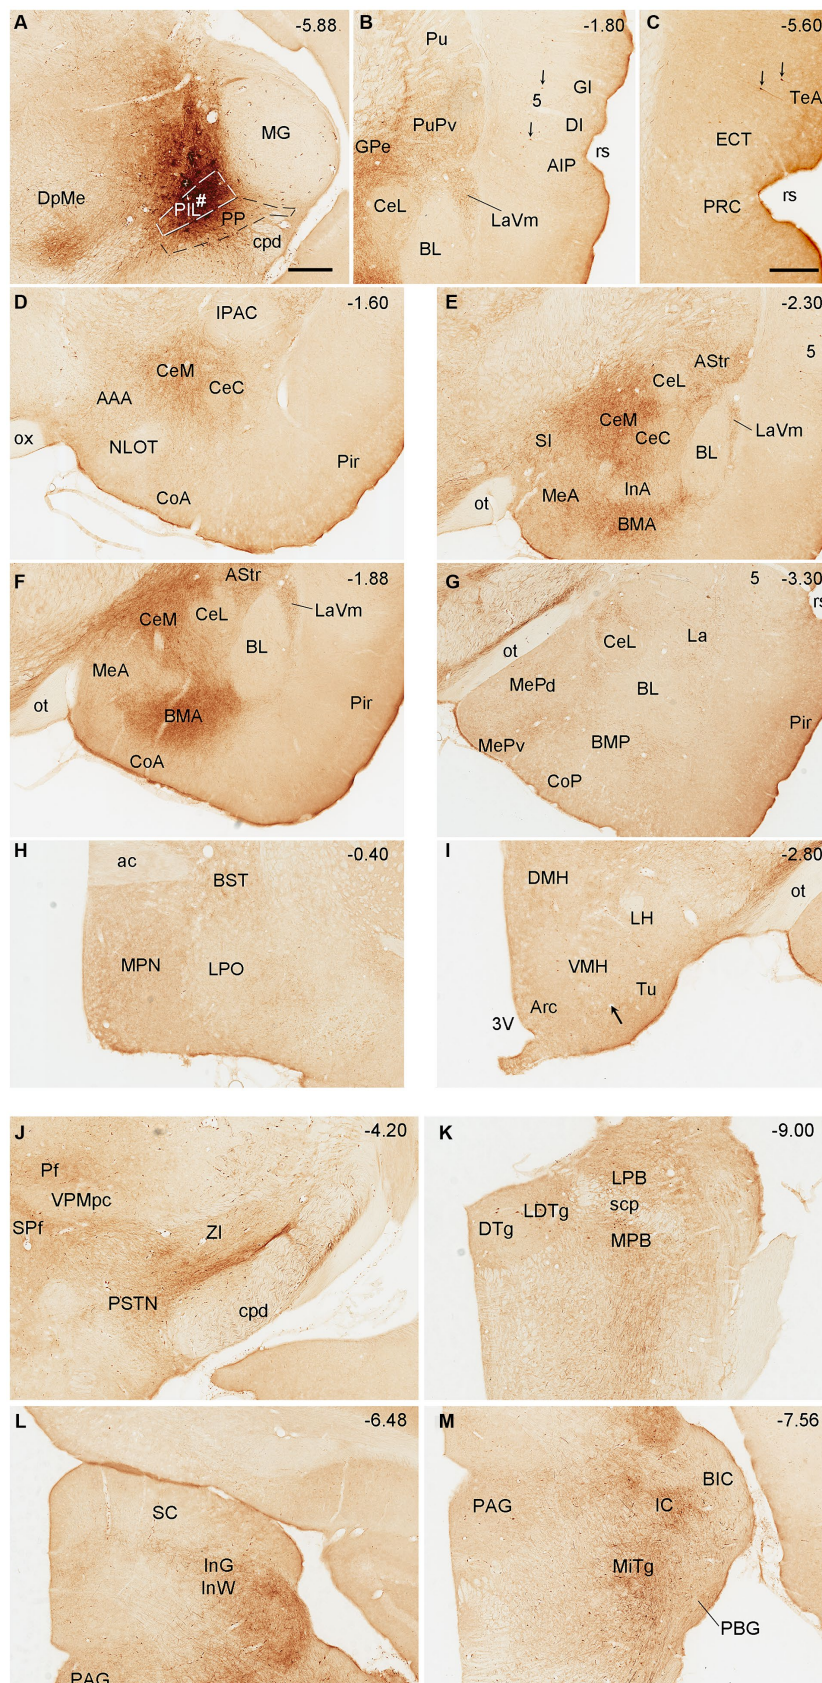 A
-5.88
MG
DpMe
#
PIL
PP
cpd
B
-1.80
Pu
GI
5
PuPv
DI
GPe
AIP
rs
CeL
LaVm
BL
C
-5.60
TeA
ECT
rs
PRC
D
-1.60
IPAC
CeM
CeC
AAA
ox
NLOT
Pir
CoA
E
-2.30
5
AStr
CeL
CeM
LaVm
SI
CeC
BL
InA
MeA
ot
BMA
F
-1.88
AStr
CeL
LaVm
CeM
BL
MeA
ot
BMA
Pir
CoA
G
5
-3.30
rs
La
CeL
ot
MePd
BL
Pir
MePv
BMP
CoP
H
-0.40
ac
BST
MPN
LPO
I
-2.80
DMH
ot
LH
VMH
Tu
Arc
3V
J
-4.20
Pf
VPMpc
SPf
ZI
PSTN
cpd
K
-9.00
LPB
scp
LDTg
DTg
MPB
L
-6.48
SC
InG
InW
PAG
M
-7.56
BIC
PAG
IC
MiTg
PBG